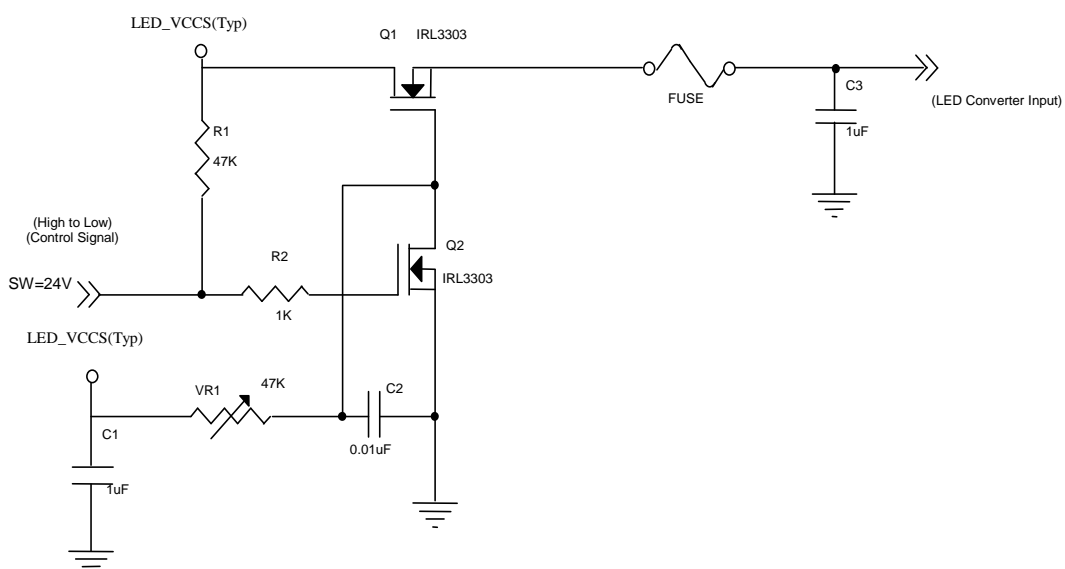 LED_VCCS(Typ)
Q1 IRL3303
FUSE
C3
1uF
(LED Converter Input)
R1
47K
(High to Low)
(Control Signal)
SW=24V
R2
1K
Q2
IRL3303
LED_VCCS(Typ)
VR1
47K
C2
0.01uF
C1
1uF